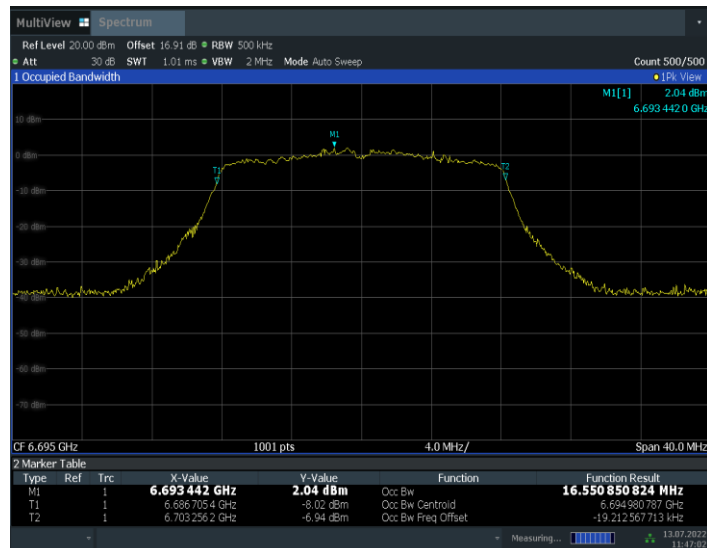 MultiView Spectrum
Ref Level 20.00 dBm Offset 16.91 dB RBW 500 kHz
Att 30 dB SWT 1.01 ms VBW 2 MHz Mode Auto Sweep Count 500/500
1 Occupied Bandwidth 1Pk View
M1[1] 2.04 dBm
6.693 442 0 GHz
10 dBm
M1
0 dBm
T1 T2
-10 dBm
-20 dBm
-30 dBm
-40 dBm
-50 dBm
-60 dBm
-70 dBm
CF 6.695 GHz 1001 pts 4.0 MHz/ Span 40.0 MHz
2 Marker Table
Type Ref Trc X-Value Y-Value Function Function Result
M1 1 6.693 442 GHz 2.04 dBm Occ Bw 16.550 850 824 MHz
T1 1 6.686 705 4 GHz -8.02 dBm Occ Bw Centroid 6.694 980 787 GHz
T2 1 6.703 256 2 GHz -6.94 dBm Occ Bw Freq Offset -19.212 567 713 kHz
Measuring... 13.07.2022
11:47:02